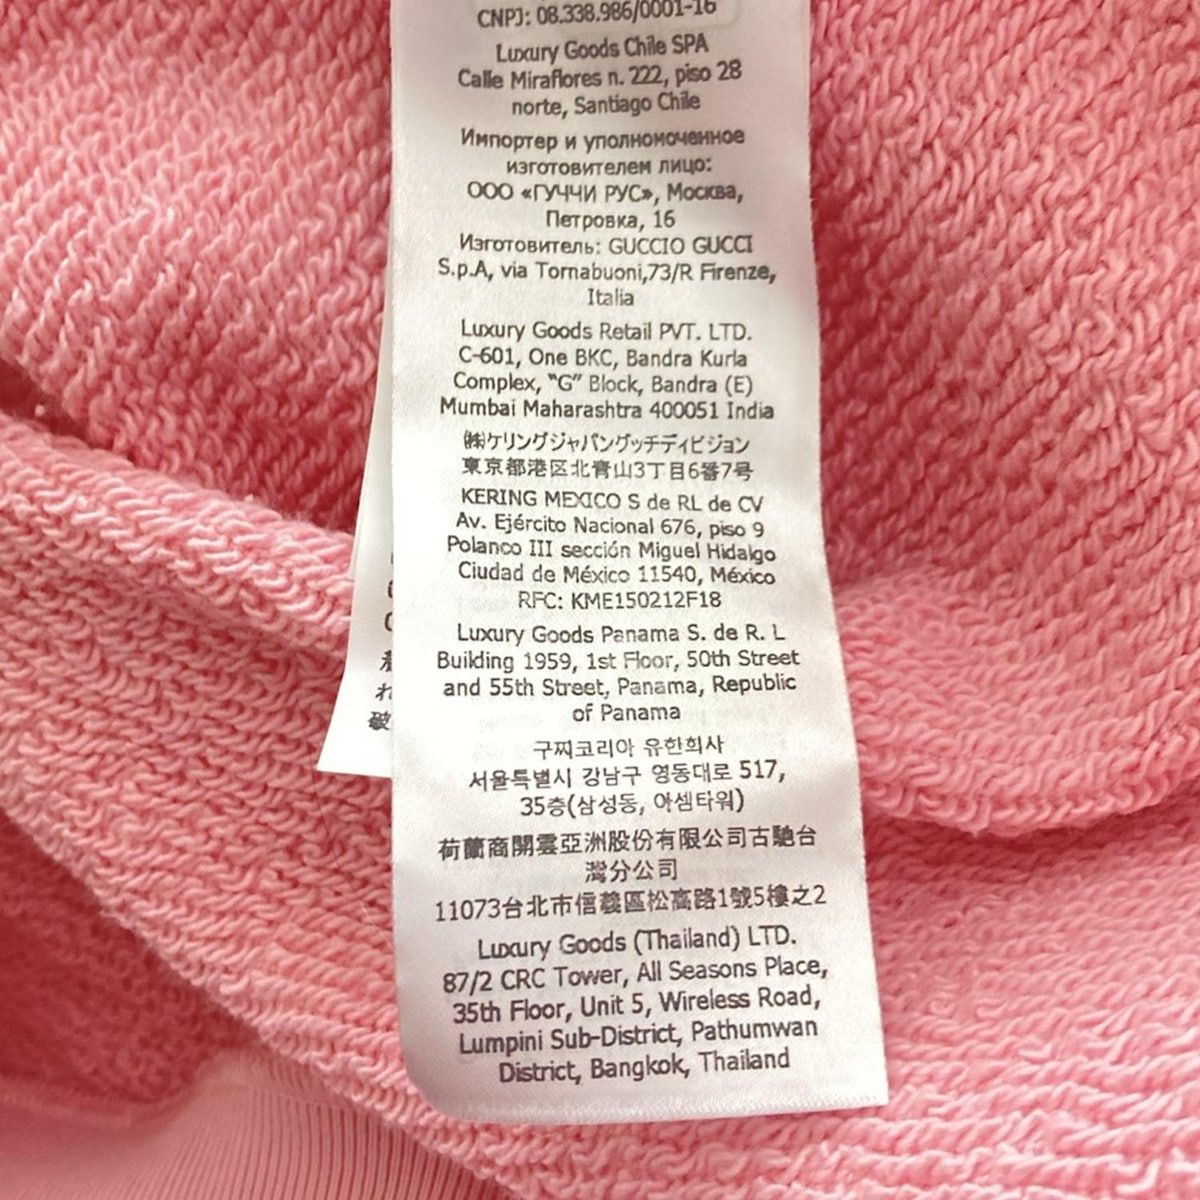 CNPJ: 08.338.986/0001-16
Luxury Goods Chile SPA
Calle Miraflores n. 222, piso 28
norte, Santiago Chile
Импортер и уполномоченное
изготовителем лицо:
ООО «ГУЧЧИ РУС», Москва,
Петровка, 16
Изготовитель: GUCCIO GUCCI
S.p.A, via Tornabuoni,73/R Firenze,
Italia
Luxury Goods Retail PVT. LTD.
C-601, One BKC, Bandra Kurla
Complex, "G" Block, Bandra (E)
Mumbai Maharashtra 400051 India
㈱ケリングジャパングッチディビジョン
東京都港区北青山3丁目6番7号
KERING MEXICO S de RL de CV
Av. Ejército Nacional 676, piso 9
Polanco III sección Miguel Hidalgo
Ciudad de México 11540, México
RFC: KME150212F18
Luxury Goods Panama S. de R. L
Building 1959, 1st Floor, 50th Street
and 55th Street, Panama, Republic
of Panama
구찌코리아 유한회사
서울특별시 강남구 영동대로 517,
35층(삼성동, 아셈타워)
荷蘭商開雲亞洲股份有限公司古馳台
灣分公司
11073台北市信義區松高路1號5樓之2
Luxury Goods (Thailand) LTD.
87/2 CRC Tower, All Seasons Place,
35th Floor, Unit 5, Wireless Road,
Lumpini Sub-District, Pathumwan
District, Bangkok, Thailand
れ
破